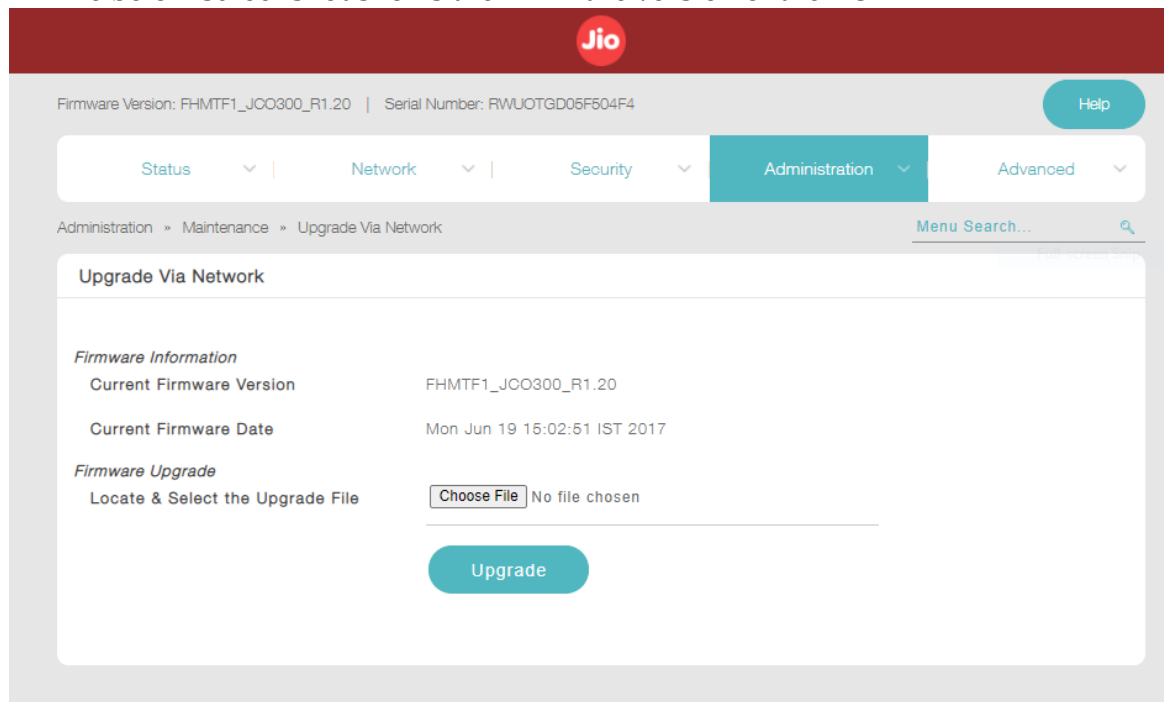 Jio
Firmware Version: FHMTF1_JCO300_R1.20 | Serial Number: RWUOTGD05F504F4
Help
Status | Network | Security | Administration | Advanced
Administration » Maintenance » Upgrade Via Network
Menu Search...
Upgrade Via Network
Firmware Information
Current Firmware Version FHMTF1_JCO300_R1.20
Current Firmware Date Mon Jun 19 15:02:51 IST 2017
Firmware Upgrade
Locate & Select the Upgrade File Choose File No file chosen
Upgrade